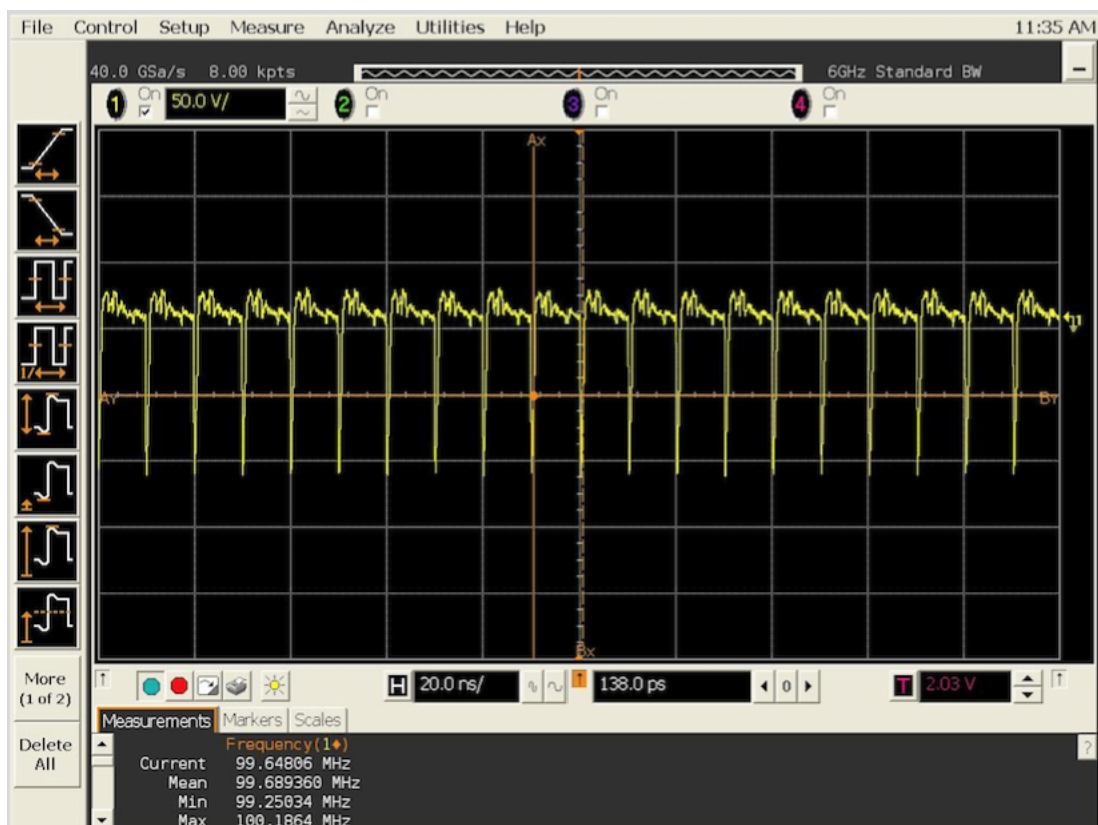 File Control Setup Measure Analyze Utilities Help 11:35 AM
40.0 GSa/s 8.00 kpts 6GHz Standard BW
1 On 50.0 V/ 2 On 3 On 4 On
Ax
1
AY BY
Bx
1/
More
(1 of 2)
H 20.0 ns/ 138.0 ps 0 T 2.03 V
Measurements Markers Scales
Delete
All
Frequency(1♦) ?
Current 99.64806 MHz
Mean 99.689360 MHz
Min 99.25034 MHz
Max 100.1864 MHz